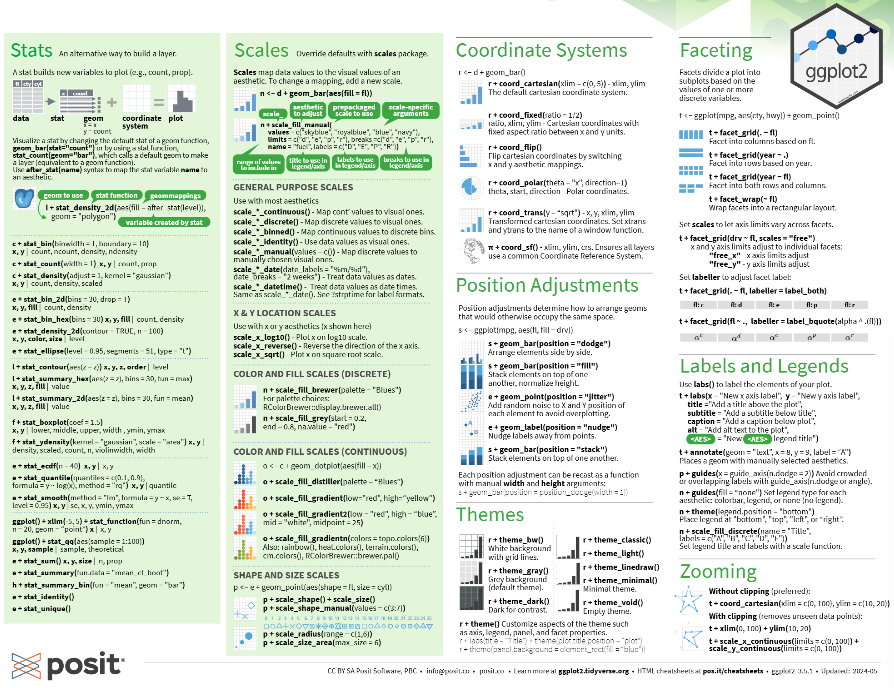 Stats An alternative way to build a layer.
A stat builds new variables to plot (e.g., count, prop).
fl cty cyl
x count
data stat geom coordinate plot
x = x system
y = count
Visualize a stat by changing the default stat of a geom function,
geom_bar(stat="count") or by using a stat function,
stat_count(geom="bar"), which calls a default geom to make
a layer (equivalent to a geom function).
Use after_stat(name) syntax to map the stat variable name to
an aesthetic.
geom to use stat function geommappings
i + stat_density_2d(aes(fill = after_stat(level)),
geom = "polygon")
variable created by stat
c + stat_bin(binwidth = 1, boundary = 10)
x, y | count, ncount, density, ndensity
c + stat_count(width = 1) x, y | count, prop
c + stat_density(adjust = 1, kernel = "gaussian")
x, y | count, density, scaled
e + stat_bin_2d(bins = 30, drop = T)
x, y, fill | count, density
e + stat_bin_hex(bins = 30) x, y, fill | count, density
e + stat_density_2d(contour = TRUE, n = 100)
x, y, color, size | level
e + stat_ellipse(level = 0.95, segments = 51, type = "t")
l + stat_contour(aes(z = z)) x, y, z, order | level
l + stat_summary_hex(aes(z = z), bins = 30, fun = max)
x, y, z, fill | value
l + stat_summary_2d(aes(z = z), bins = 30, fun = mean)
x, y, z, fill | value
f + stat_boxplot(coef = 1.5)
x, y | lower, middle, upper, width , ymin, ymax
f + stat_ydensity(kernel = "gaussian", scale = "area") x, y |
density, scaled, count, n, violinwidth, width
e + stat_ecdf(n = 40) x, y | x, y
e + stat_quantile(quantiles = c(0.1, 0.9),
formula = y ~ log(x), method = "rq") x, y | quantile
e + stat_smooth(method = "lm", formula = y ~ x, se = T,
level = 0.95) x, y | se, x, y, ymin, ymax
ggplot() + xlim(-5, 5) + stat_function(fun = dnorm,
n = 20, geom = "point") x | x, y
ggplot() + stat_qq(aes(sample = 1:100))
x, y, sample | sample, theoretical
e + stat_sum() x, y, size | n, prop
e + stat_summary(fun.data = "mean_cl_boot")
h + stat_summary_bin(fun = "mean", geom = "bar")
e + stat_identity()
e + stat_unique()
Scales Override defaults with scales package.
Scales map data values to the visual values of an
aesthetic. To change a mapping, add a new scale.
n <- d + geom_bar(aes(fill = fl))
scale_ aesthetic to adjust prepackaged scale to use scale-specific arguments
n + scale_fill_manual(
values = c("skyblue", "royalblue", "blue", "navy"),
limits = c("d", "e", "p", "r"), breaks =c("d", "e", "p", "r"),
name = "fuel", labels = c("D", "E", "P", "R"))
range of values to include in mapping title to use in legend/axis labels to use in legend/axis breaks to use in legend/axis
GENERAL PURPOSE SCALES
Use with most aesthetics
scale_*_continuous() - Map cont' values to visual ones.
scale_*_discrete() - Map discrete values to visual ones.
scale_*_binned() - Map continuous values to discrete bins.
scale_*_identity() - Use data values as visual ones.
scale_*_manual(values = c()) - Map discrete values to
manually chosen visual ones.
scale_*_date(date_labels = "%m/%d"),
date_breaks = "2 weeks") - Treat data values as dates.
scale_*_datetime() - Treat data values as date times.
Same as scale_*_date(). See ?strptime for label formats.
X & Y LOCATION SCALES
Use with x or y aesthetics (x shown here)
scale_x_log10() - Plot x on log10 scale.
scale_x_reverse() - Reverse the direction of the x axis.
scale_x_sqrt() - Plot x on square root scale.
COLOR AND FILL SCALES (DISCRETE)
n + scale_fill_brewer(palette = "Blues")
For palette choices:
RColorBrewer::display.brewer.all()
n + scale_fill_grey(start = 0.2,
end = 0.8, na.value = "red")
COLOR AND FILL SCALES (CONTINUOUS)
o <- c + geom_dotplot(aes(fill = x))
o + scale_fill_distiller(palette = "Blues")
o + scale_fill_gradient(low="red", high="yellow")
o + scale_fill_gradient2(low = "red", high = "blue",
mid = "white", midpoint = 25)
o + scale_fill_gradientn(colors = topo.colors(6))
Also: rainbow(), heat.colors(), terrain.colors(),
cm.colors(), RColorBrewer::brewer.pal()
SHAPE AND SIZE SCALES
p <- e + geom_point(aes(shape = fl, size = cyl))
p + scale_shape() + scale_size()
p + scale_shape_manual(values = c(3:7))
0 1 2 3 4 5 6 7 8 9 10 11 12 13 14 15 16 17 18 19 20 21 22 23 24 25
p + scale_radius(range = c(1,6))
p + scale_size_area(max_size = 6)
Coordinate Systems
r <- d + geom_bar()
r + coord_cartesian(xlim = c(0, 5)) - xlim, ylim
The default cartesian coordinate system.
r + coord_fixed(ratio = 1/2)
ratio, xlim, ylim - Cartesian coordinates with
fixed aspect ratio between x and y units.
r + coord_flip()
Flip cartesian coordinates by switching
x and y aesthetic mappings.
r + coord_polar(theta = "x", direction=1)
theta, start, direction - Polar coordinates.
r + coord_trans(y = "sqrt") - x, y, xlim, ylim
Transformed cartesian coordinates. Set xtrans
and ytrans to the name of a window function.
π + coord_sf() - xlim, ylim, crs. Ensures all layers
use a common Coordinate Reference System.
Position Adjustments
Position adjustments determine how to arrange geoms
that would otherwise occupy the same space.
s <- ggplot(mpg, aes(fl, fill = drv))
s + geom_bar(position = "dodge")
Arrange elements side by side.
s + geom_bar(position = "fill")
Stack elements on top of one
another, normalize height.
e + geom_point(position = "jitter")
Add random noise to X and Y position of
each element to avoid overplotting.
e + geom_label(position = "nudge")
Nudge labels away from points.
s + geom_bar(position = "stack")
Stack elements on top of one another.
Each position adjustment can be recast as a function
with manual width and height arguments:
s + geom_bar(position = position_dodge(width = 1))
Themes
r + theme_bw()
White background
with grid lines.
r + theme_gray()
Grey background
(default theme).
r + theme_dark()
Dark for contrast.
r + theme_classic()
r + theme_light()
r + theme_linedraw()
r + theme_minimal()
Minimal theme.
r + theme_void()
Empty theme.
r + theme() Customize aspects of the theme such
as axis, legend, panel, and facet properties.
r + labs(title = "Title") + theme(plot.title.position = "plot")
r + theme(panel.background = element_rect(fill = "blue"))
Faceting
ggplot2
Facets divide a plot into
subplots based on the
values of one or more
discrete variables.
t <- ggplot(mpg, aes(cty, hwy)) + geom_point()
t + facet_grid(. ~ fl)
Facet into columns based on fl.
t + facet_grid(year ~ .)
Facet into rows based on year.
t + facet_grid(year ~ fl)
Facet into both rows and columns.
t + facet_wrap(~ fl)
Wrap facets into a rectangular layout.
Set scales to let axis limits vary across facets.
t + facet_grid(drv ~ fl, scales = "free")
x and y axis limits adjust to individual facets:
"free_x" - x axis limits adjust
"free_y" - y axis limits adjust
Set labeller to adjust facet label:
t + facet_grid(. ~ fl, labeller = label_both)
fl: c fl: d fl: e fl: p fl: r
t + facet_grid(fl ~ ., labeller = label_bquote(alpha ^ .(fl)))
α^c α^d α^e α^p α^r
Labels and Legends
Use labs() to label the elements of your plot.
t + labs(x = "New x axis label", y = "New y axis label",
title ="Add a title above the plot",
subtitle = "Add a subtitle below title",
caption = "Add a caption below plot",
alt = "Add alt text to the plot",
<AES> = "New <AES> legend title")
t + annotate(geom = "text", x = 8, y = 9, label = "A")
Places a geom with manually selected aesthetics.
p + guides(x = guide_axis(n.dodge = 2)) Avoid crowded
or overlapping labels with guide_axis(n.dodge or angle).
n + guides(fill = "none") Set legend type for each
aesthetic: colorbar, legend, or none (no legend).
n + theme(legend.position = "bottom")
Place legend at "bottom", "top", "left", or "right".
n + scale_fill_discrete(name = "Title",
labels = c("A", "B", "C", "D", "E"))
Set legend title and labels with a scale function.
Zooming
Without clipping (preferred):
t + coord_cartesian(xlim = c(0, 100), ylim = c(10, 20))
With clipping (removes unseen data points):
t + xlim(0, 100) + ylim(10, 20)
t + scale_x_continuous(limits = c(0, 100)) +
scale_y_continuous(limits = c(0, 100))
posit
CC BY SA Posit Software, PBC • info@posit.co • posit.co • Learn more at ggplot2.tidyverse.org • HTML cheatsheets at pos.it/cheatsheets • ggplot2 3.5.1 • Updated: 2024-05